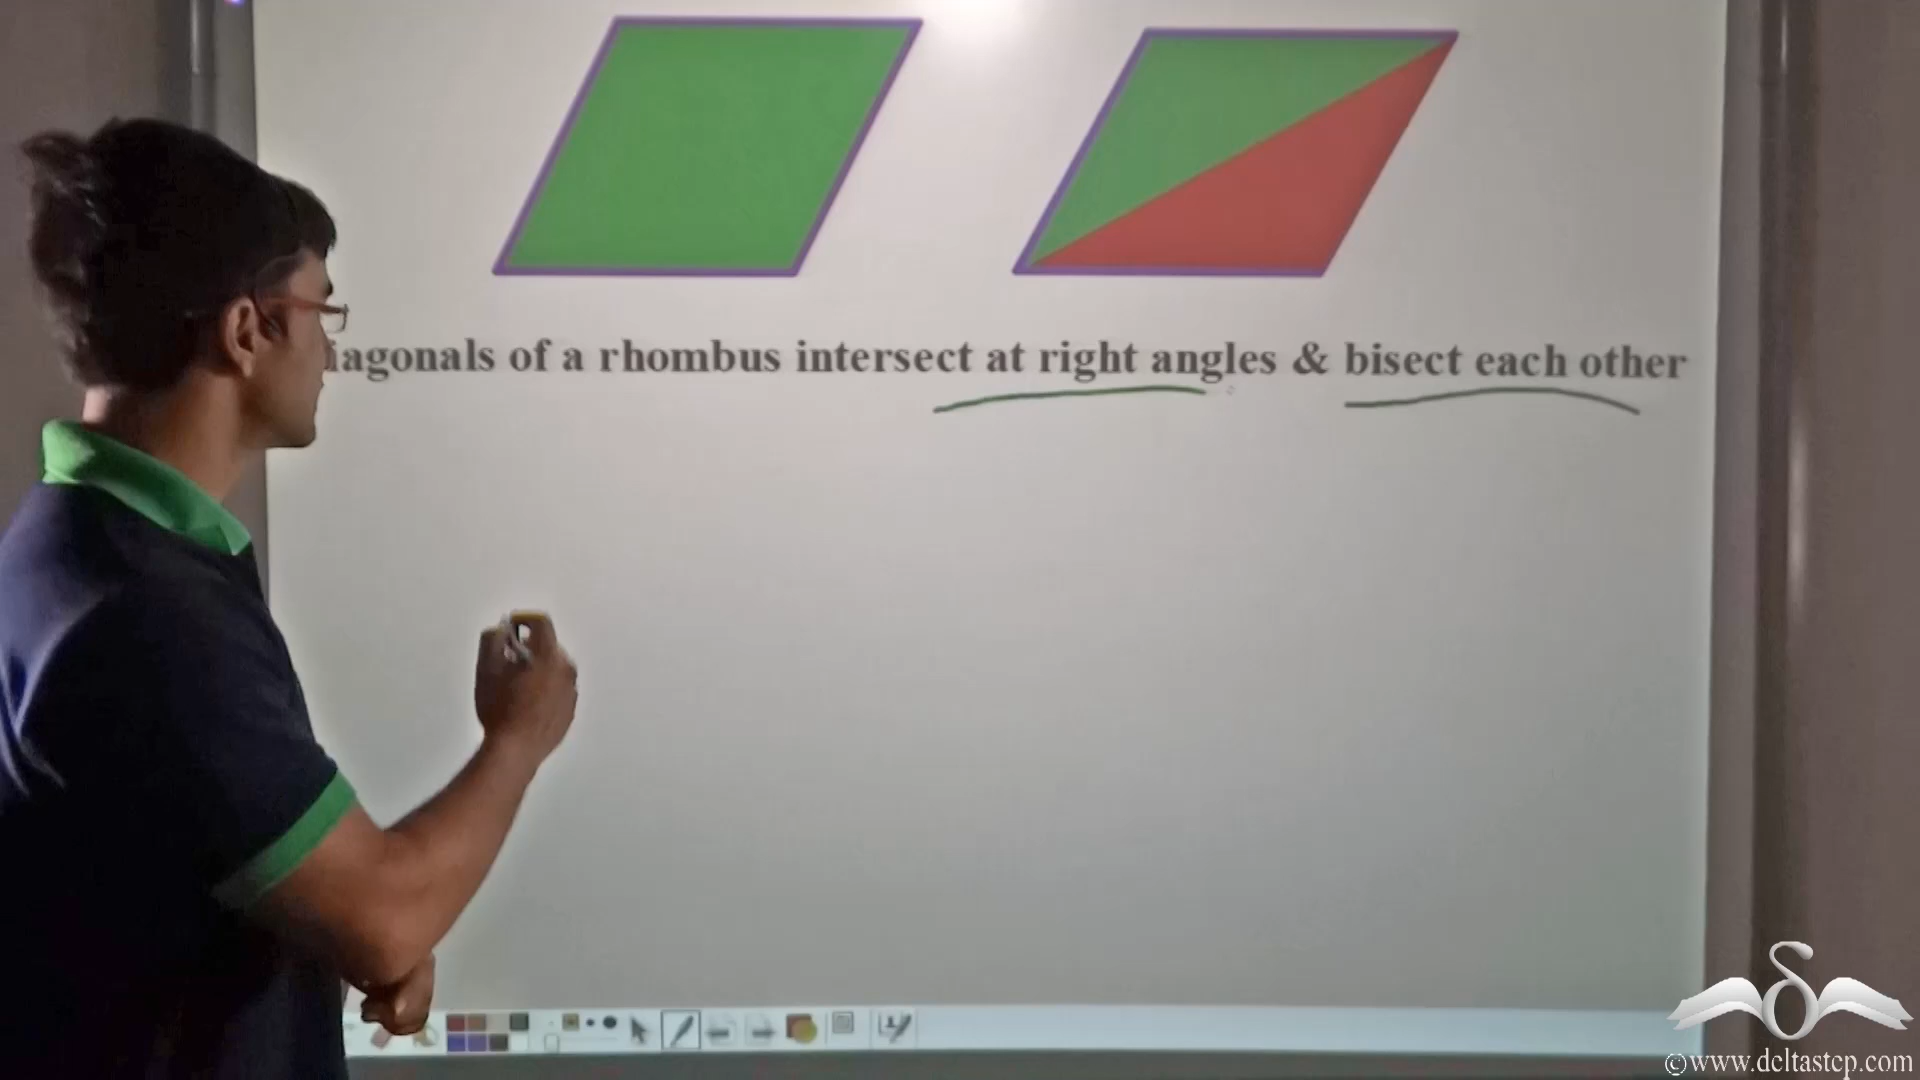 iagonals of a rhombus intersect at right angles & bisect each other
©www.deltastep.com